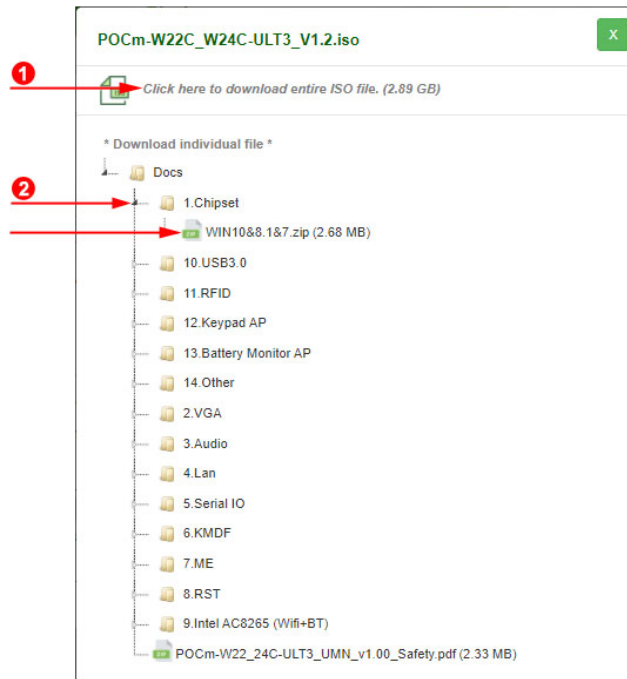 POCm-W22C_W24C-ULT3_V1.2.iso
X
1
Click here to download entire ISO file. (2.89 GB)
* Download individual file *
Docs
2
1.Chipset
WIN10&8.1&7.zip (2.68 MB)
10.USB3.0
11.RFID
12.Keypad AP
13.Battery Monitor AP
14.Other
2.VGA
3.Audio
4.Lan
5.Serial IO
6.KMDF
7.ME
8.RST
9.Intel AC8265 (Wifi+BT)
POCm-W22_24C-ULT3_UMN_v1.00_Safety.pdf (2.33 MB)